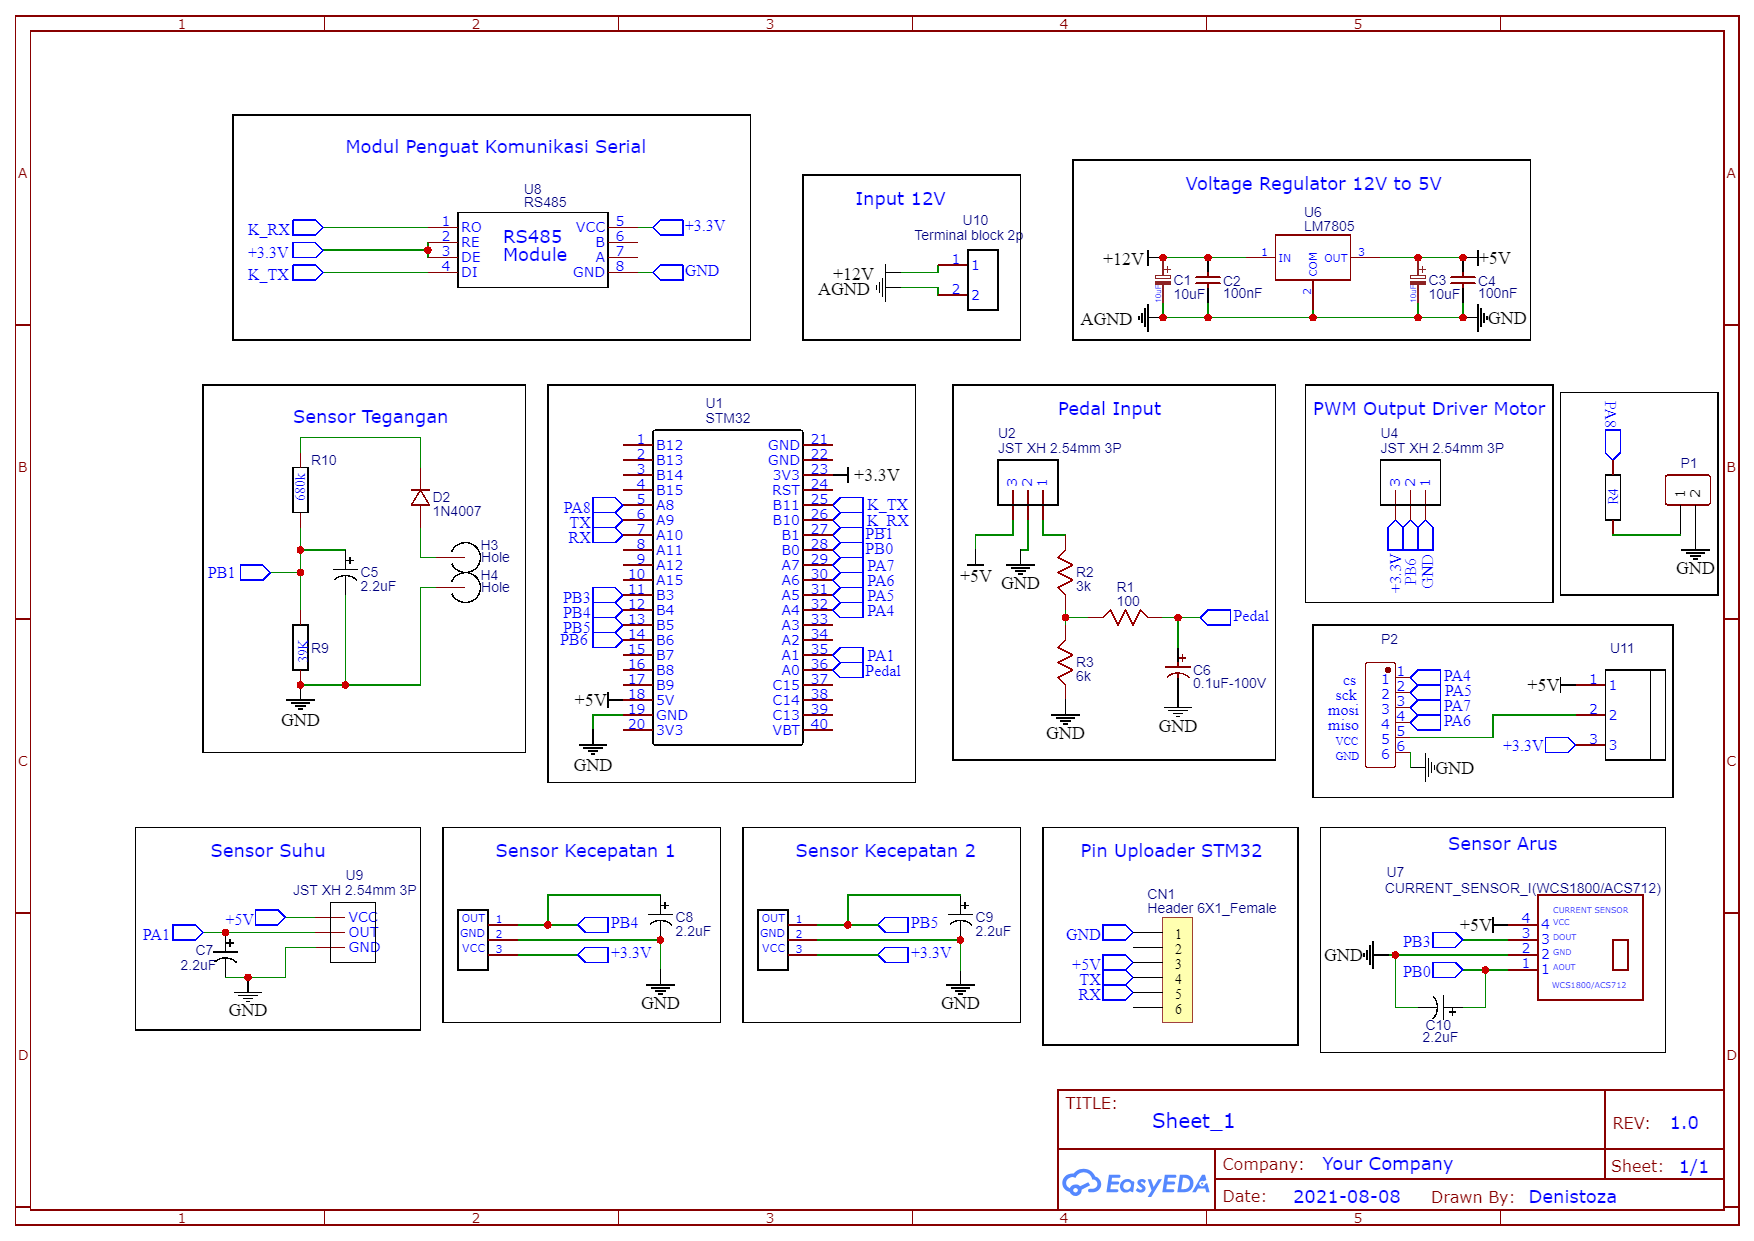 1 2 3 4 5
A A
B B
C C
D D
Modul Penguat Komunikasi Serial
U8
RS485
K_RX
+3.3V
K_TX
1 RO
2 RE
3 DE
4 DI
RS485
Module
VCC 5
B 6
A 7
GND 8
+3.3V
GND
Input 12V
U10
Terminal block 2p
+12V
AGND
1 1
2 2
Voltage Regulator 12V to 5V
U6
LM7805
+12V
1 IN
COM
2
OUT 3
+5V
C1
10uF
10uF
C2
100nF
C3
10uF
10uF
C4
100nF
AGND
GND
Sensor Tegangan
R10
680k
D2
1N4007
H3
Hole
H4
Hole
PB1
C5
2.2uF
R9
39K
GND
U1
STM32
1 B12
2 B13
3 B14
4 B15
PA8 5 A8
TX 6 A9
RX 7 A10
8 A11
9 A12
10 A15
PB3 11 B3
PB4 12 B4
PB5 13 B5
PB6 14 B6
15 B7
16 B8
17 B9
+5V 18 5V
19 GND
20 3V3
GND
GND 21
GND 22
3V3 23 +3.3V
RST 24
B11 25 K_TX
B10 26 K_RX
B1 27 PB1
B0 28 PB0
A7 29 PA7
A6 30 PA6
A5 31 PA5
A4 32 PA4
A3 33
A2 34
A1 35 PA1
A0 36 Pedal
C15 37
C14 38
C13 39
VBT 40
Pedal Input
U2
JST XH 2.54mm 3P
3 2 1
+5V
GND
R2
3k
R1
100
Pedal
R3
6k
C6
0.1uF-100V
GND
GND
PWM Output Driver Motor
U4
JST XH 2.54mm 3P
3 2 1
+3.3V
PB6
GND
PA8
R4
P1
1 2
GND
P2
cs 1 1 PA4
sck 2 2 PA5
mosi 3 3 PA7
miso 4 4 PA6
VCC 5 5
GND 6 6
GND
U11
+5V 1 1
2 2
+3.3V 3 3
Sensor Suhu
U9
JST XH 2.54mm 3P
+5V
PA1
VCC
OUT
GND
C7
2.2uF
GND
Sensor Kecepatan 1
OUT 1
GND 2
VCC 3
PB4
+3.3V
C8
2.2uF
GND
Sensor Kecepatan 2
OUT 1
GND 2
VCC 3
PB5
+3.3V
C9
2.2uF
GND
Pin Uploader STM32
CN1
Header 6X1_Female
GND 1
2
+5V 3
TX 4
RX 5
6
Sensor Arus
U7
CURRENT_SENSOR_I(WCS1800/ACS712)
+5V 4 4 VCC
PB3 3 3 DOUT
GND 2 2 GND
PB0 1 1 AOUT
CURRENT SENSOR
WCS1800/ACS712
C10
2.2uF
TITLE:
Sheet_1
REV: 1.0
EasyEDA
Company: Your Company
Sheet: 1/1
Date: 2021-08-08
Drawn By: Denistoza
1 2 3 4 5